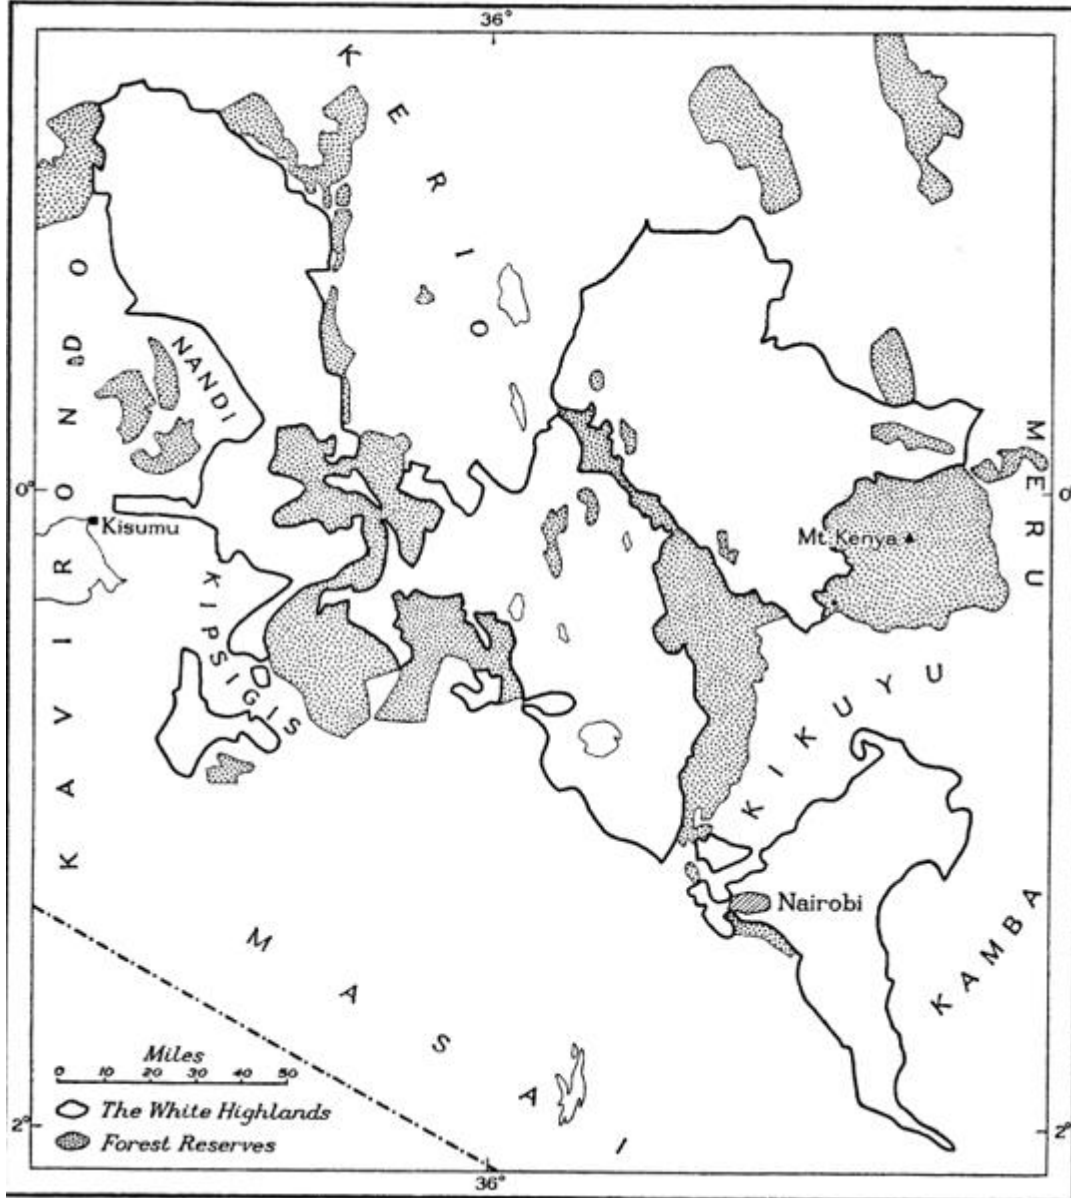 36°
KERIO
KAVIRONDO
NANDI
MERU
0°
0°
Kisumu
Mt. Kenya
KIPSIGIS
KIKUYU
Nairobi
KAMBA
MASAI
Miles
0 10 20 30 40 50
The White Highlands
Forest Reserves
2°
2°
36°